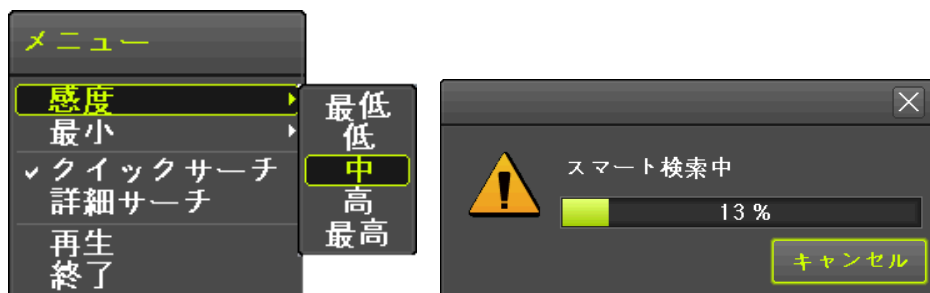 メニュー
感度
最小
クイックサーチ
詳細サーチ
再生
終了
最低
低
中
高
最高
スマート検索中
13 %
キャンセル